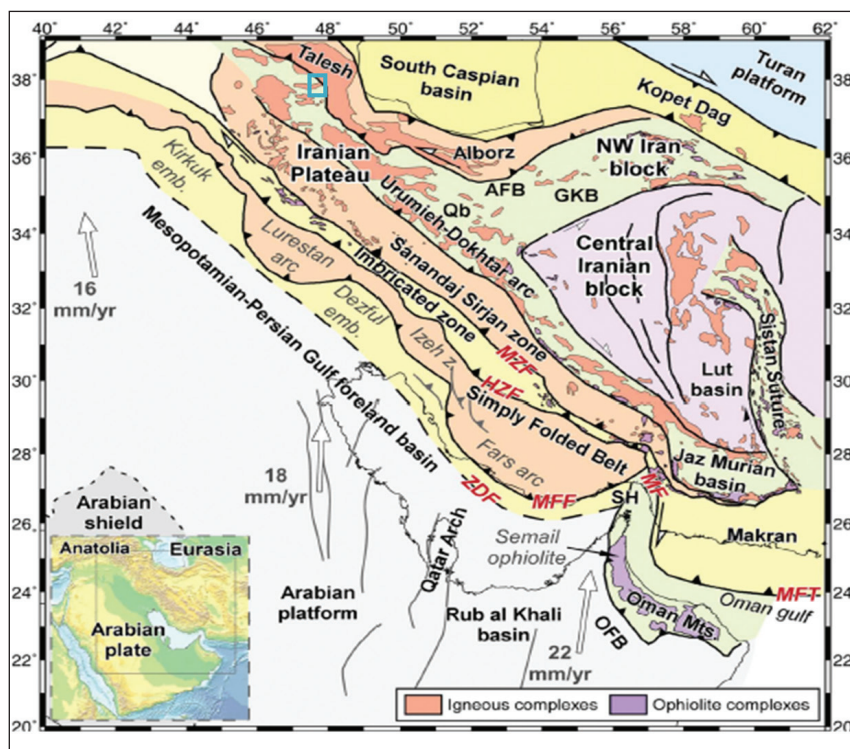 40 42 44 46 48 50 52 54 56 58 60 62
38°
36°
34°
32°
30°
28°
26°
24°
22°
20°
Talesh
South Caspian
basin
Turan
platform
Kopet Dag
Kirkuk
emb.
Iranian
Plateau
Alborz
NW Iran
block
AFB
GKB
Qb
Urumieh-Dokhtar arc
Sanandaj Sirjan zone
Central
Iranian
block
Lurestan
arc
Imbricated zone
Dezful
emb.
Izeh z.
MZF
HZF
Simply Folded Belt
Fars arc
Lut
basin
Sistan Suture
Mesopotamian-Persian Gulf foreland basin
16
mm/yr
18
mm/yr
22
mm/yr
ZDF
MFF
MF
SH
Jaz Murian
basin
Makran
MFT
Oman gulf
Semail
ophiolite
Oman Mts.
OFB
Arabian
shield
Qatar Arch
Arabian
platform
Rub al Khali
basin
Anatolia
Eurasia
Arabian
plate
Igneous complexes
Ophiolite complexes